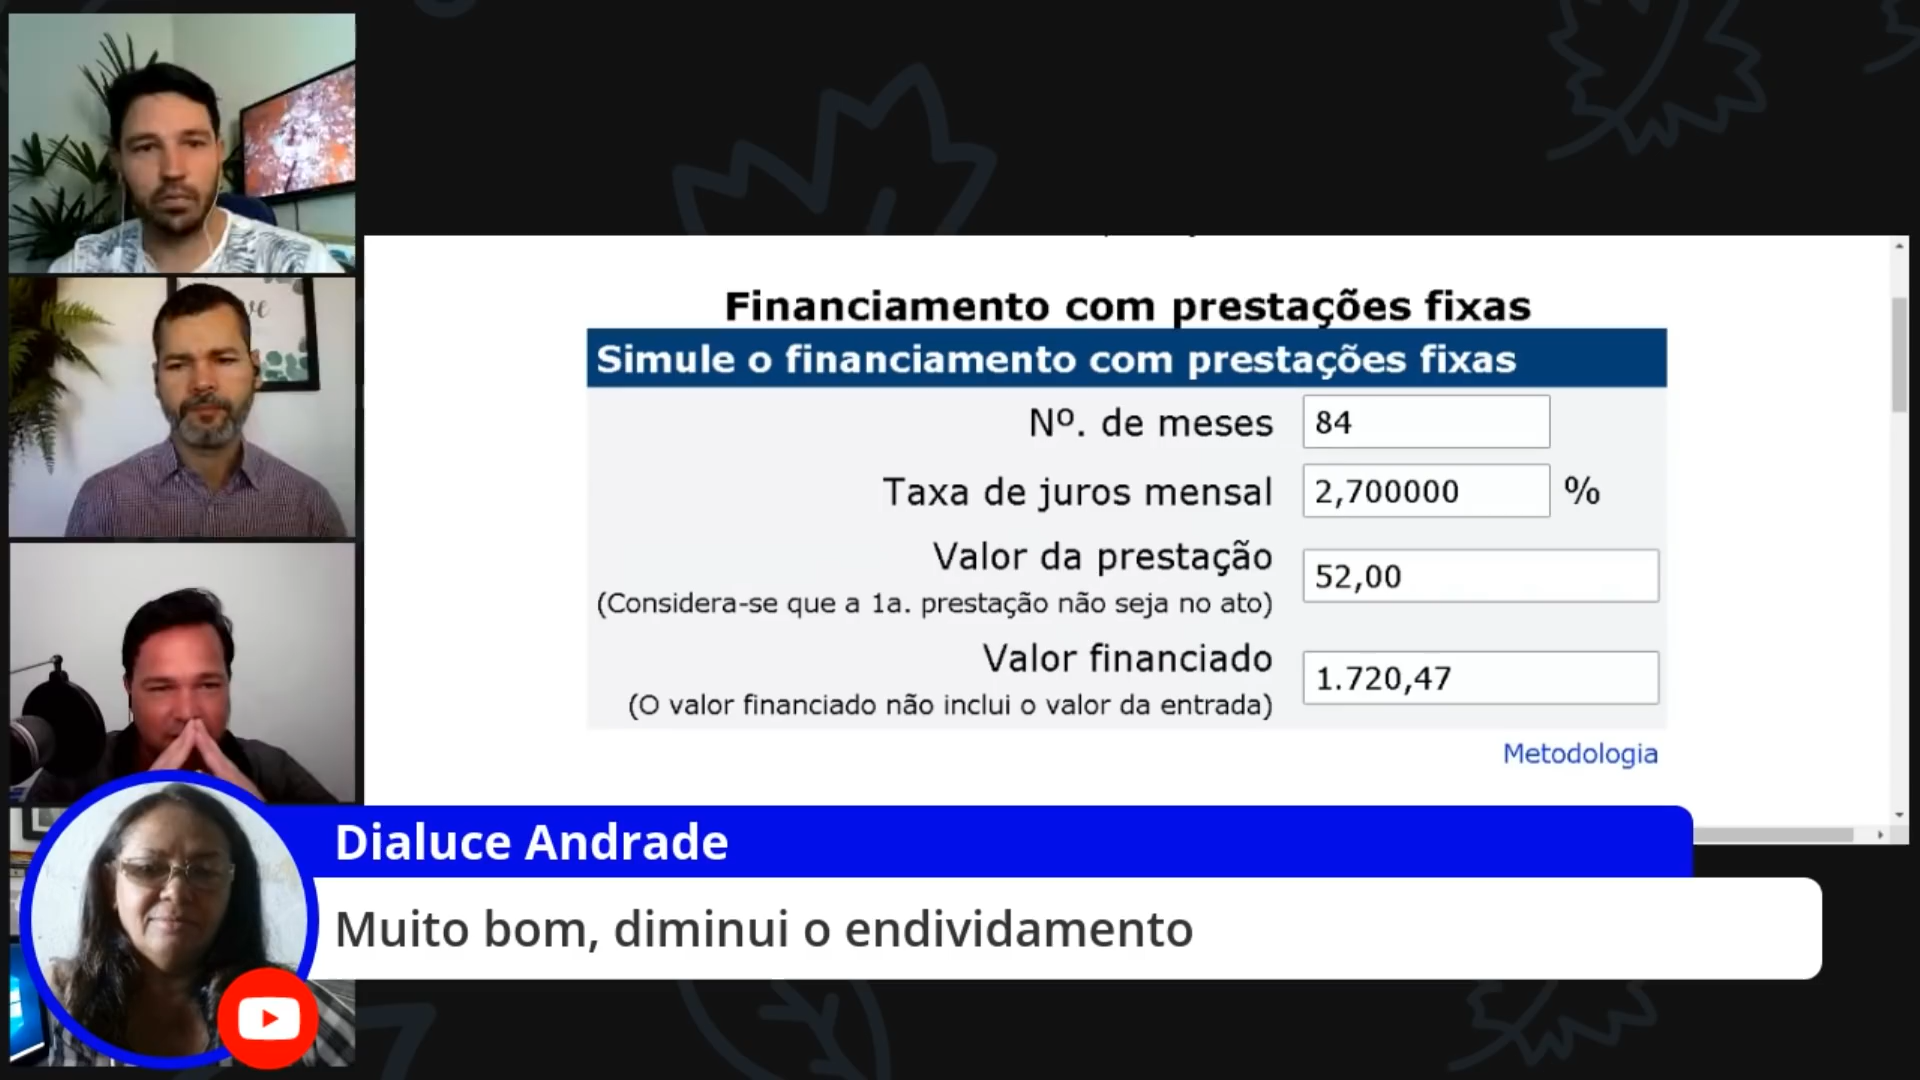 Financiamento com prestações fixas
Simule o financiamento com prestações fixas
Nº. de meses 84
Taxa de juros mensal 2,700000 %
Valor da prestação 52,00
(Considera-se que a 1a. prestação não seja no ato)
Valor financiado 1.720,47
(O valor financiado não inclui o valor da entrada)
Metodologia
Dialuce Andrade
Muito bom, diminui o endividamento